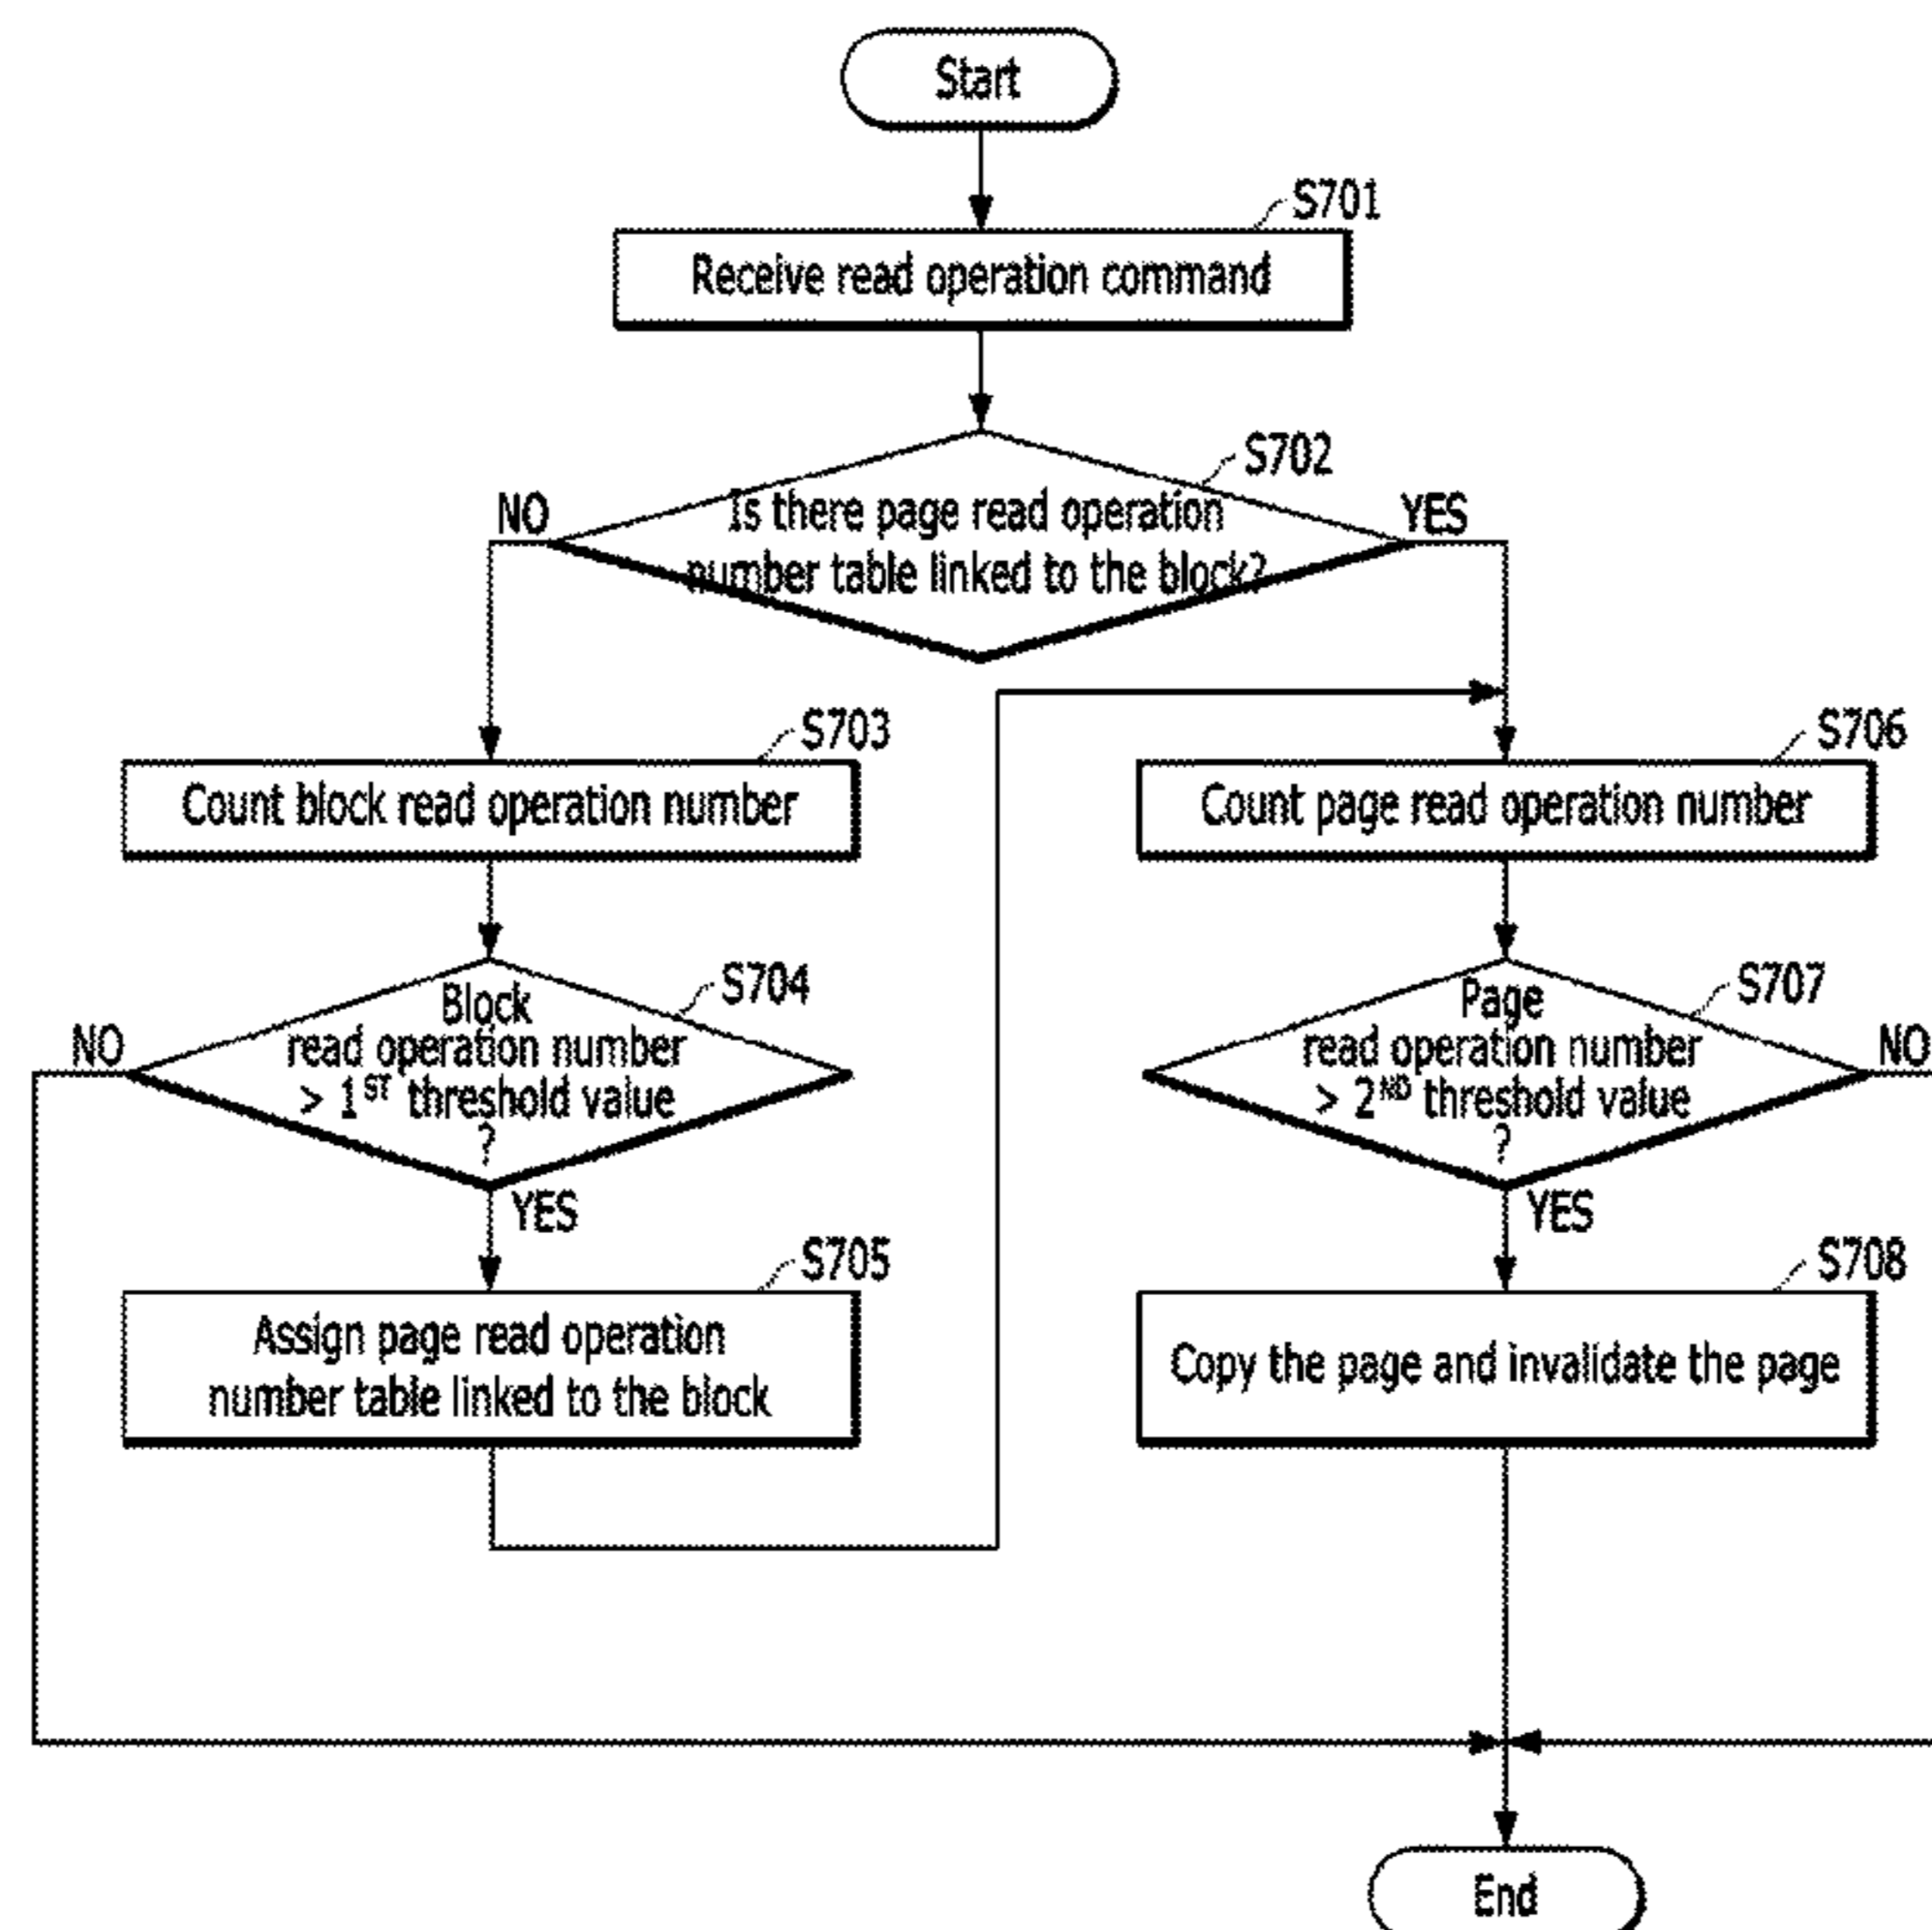 Start
S701
Receive read operation command
S702
NO
Is there page read operation
YES
number table linked to the block?
S703
Count block read operation number
S704
Block
NO
read operation number
> 1ST threshold value
?
YES
S705
Assign page read operation
number table linked to the block
S706
Count page read operation number
S707
Page
read operation number
NO
> 2ND threshold value
?
YES
S708
Copy the page and invalidate the page
End